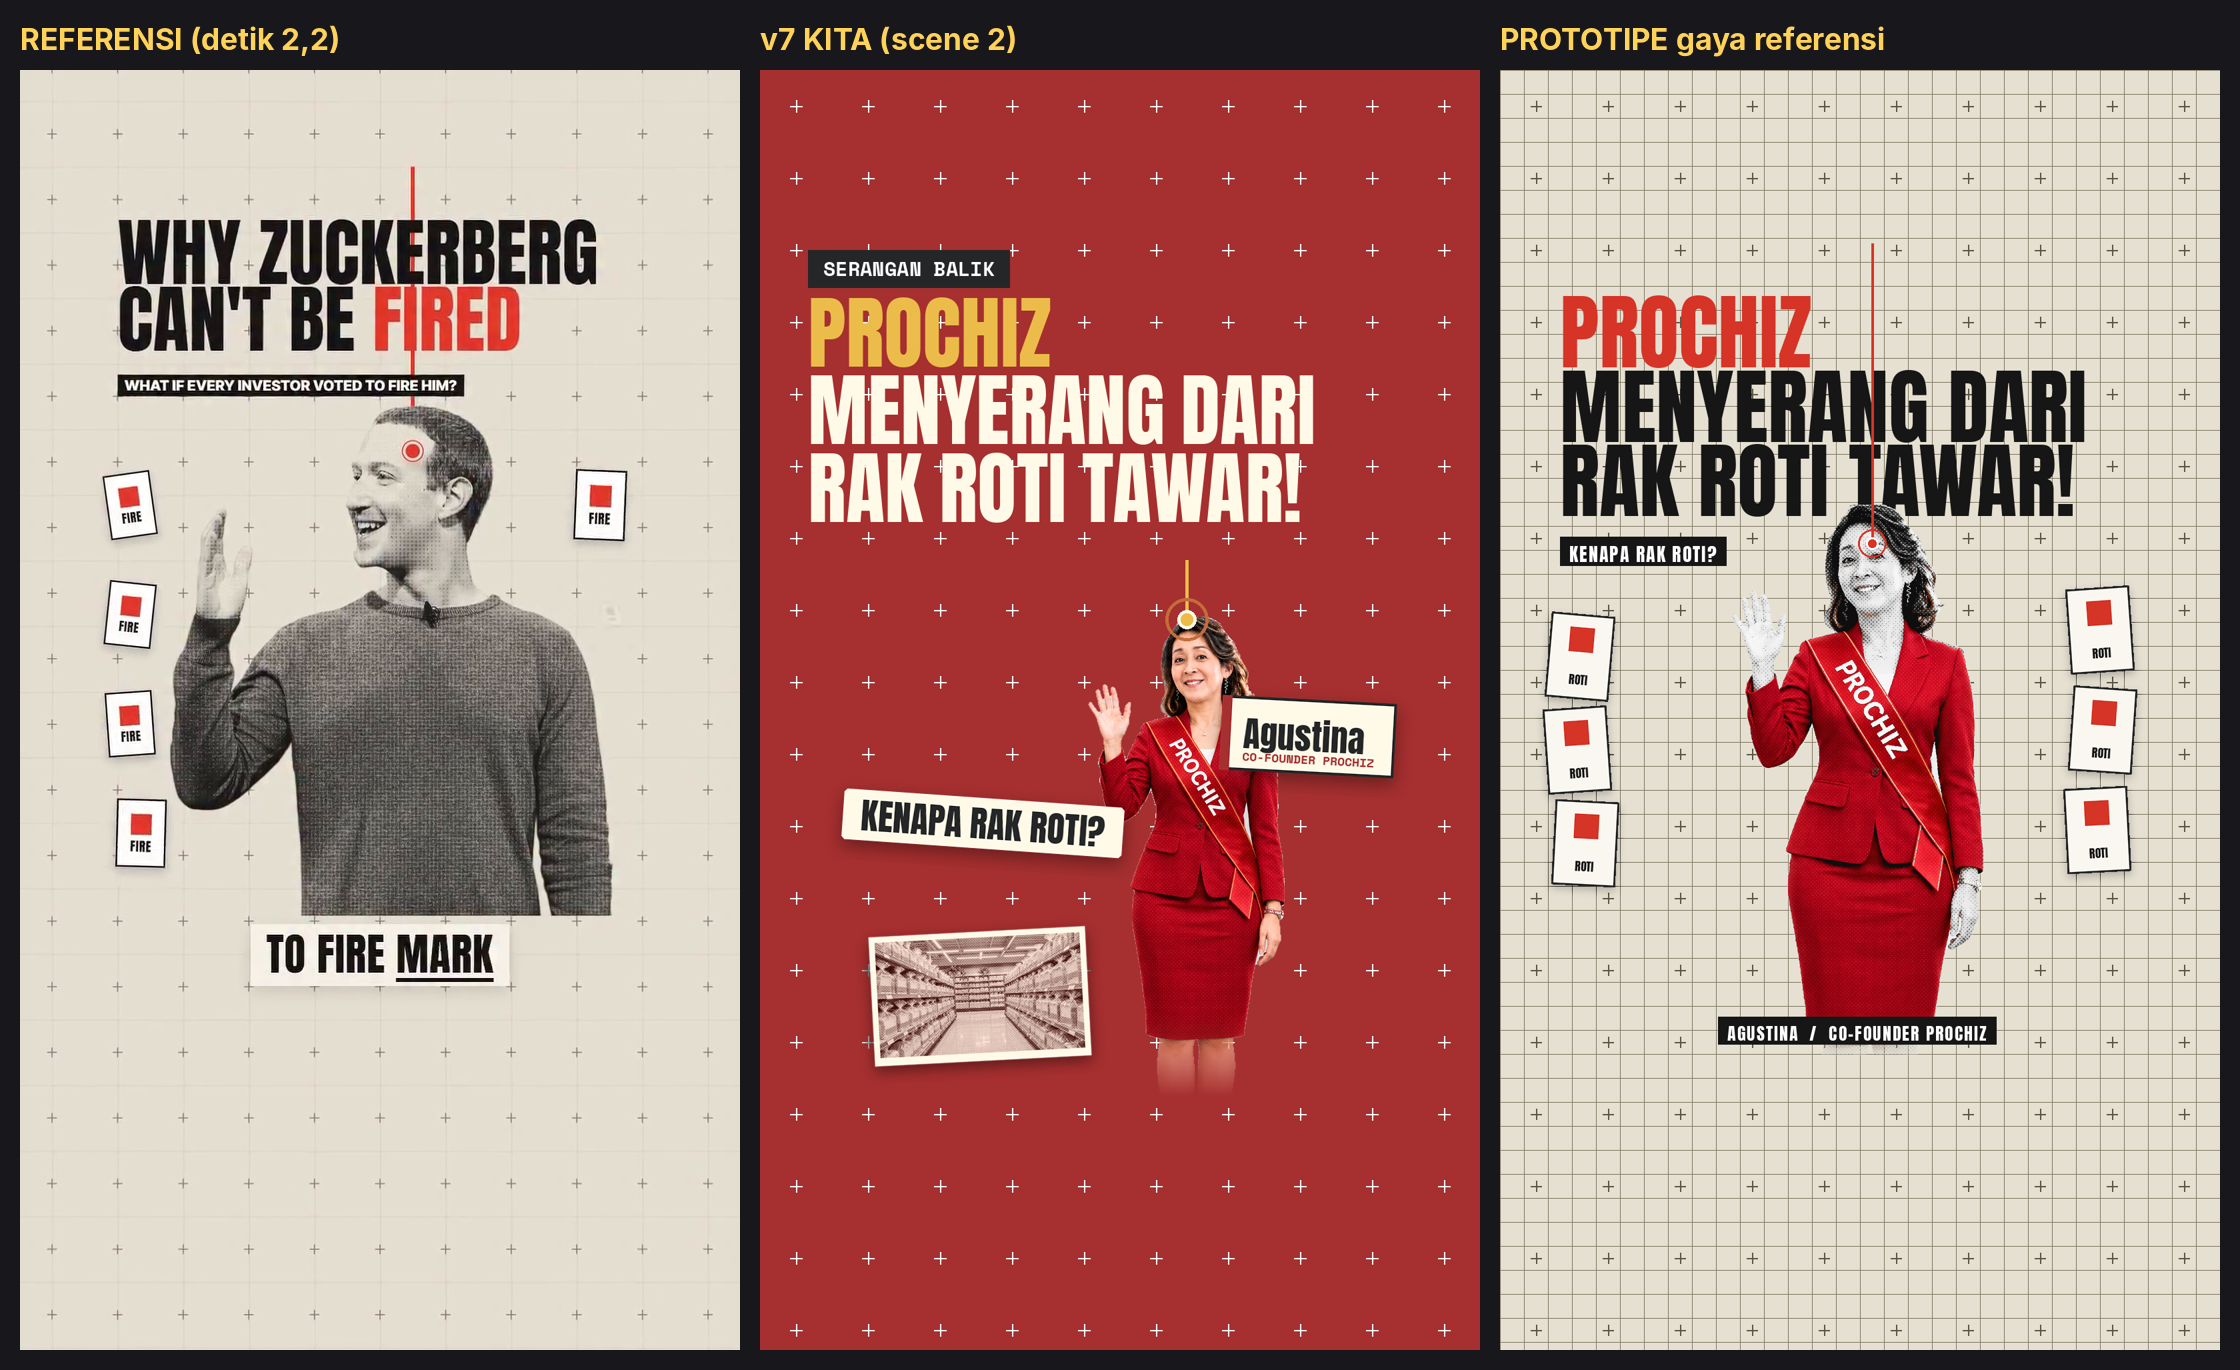 REFERENSI (detik 2,2)
WHY ZUCKERBERG
CAN'T BE FIRED
WHAT IF EVERY INVESTOR VOTED TO FIRE HIM?
FIRE
FIRE
FIRE
FIRE
FIRE
TO FIRE MARK
v7 KITA (scene 2)
SERANGAN BALIK
PROCHIZ
MENYERANG DARI
RAK ROTI TAWAR!
PROCHIZ
Agustina
CO-FOUNDER PROCHIZ
KENAPA RAK ROTI?
PROTOTIPE gaya referensi
PROCHIZ
MENYERANG DARI
RAK ROTI TAWAR!
KENAPA RAK ROTI?
PROCHIZ
ROTI
ROTI
ROTI
ROTI
ROTI
ROTI
AGUSTINA / CO-FOUNDER PROCHIZ